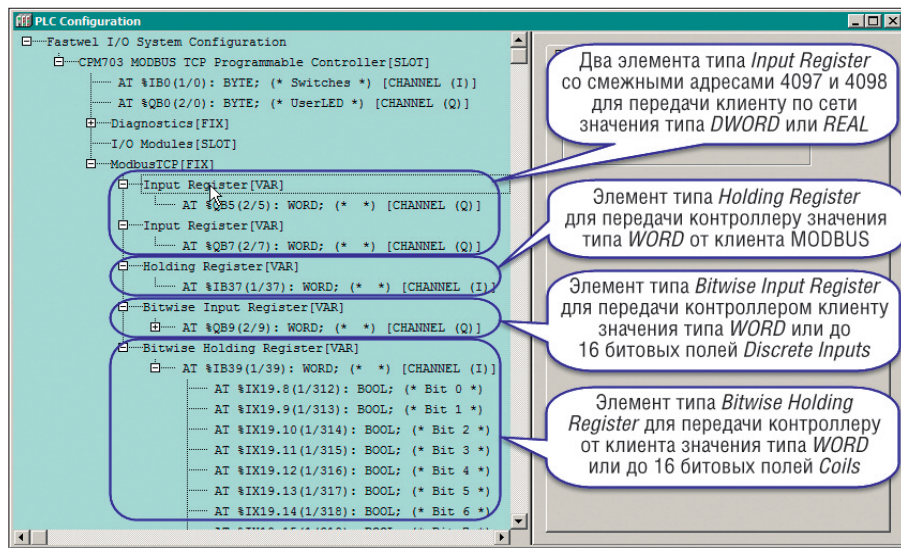 PLC Configuration
Fastwel I/O System Configuration
CPM703 MODBUS TCP Programmable Controller[SLOT]
AT %IB0(1/0): BYTE; (* Switches *) [CHANNEL (I)]
AT %QB0(2/0): BYTE; (* UserLED *) [CHANNEL (Q)]
Diagnostics[FIX]
I/O Modules[SLOT]
ModbusTCP[FIX]
Input Register[VAR]
AT %QB5(2/5): WORD; (* *) [CHANNEL (Q)]
Input Register[VAR]
AT %QB7(2/7): WORD; (* *) [CHANNEL (Q)]
Holding Register[VAR]
AT %IB37(1/37): WORD; (* *) [CHANNEL (I)]
Bitwise Input Register[VAR]
AT %QB9(2/9): WORD; (* *) [CHANNEL (Q)]
Bitwise Holding Register[VAR]
AT %IB39(1/39): WORD; (* *) [CHANNEL (I)]
AT %IX19.8(1/312): BOOL; (* Bit 0 *)
AT %IX19.9(1/313): BOOL; (* Bit 1 *)
AT %IX19.10(1/314): BOOL; (* Bit 2 *)
AT %IX19.11(1/315): BOOL; (* Bit 3 *)
AT %IX19.12(1/316): BOOL; (* Bit 4 *)
AT %IX19.13(1/317): BOOL; (* Bit 5 *)
AT %IX19.14(1/318): BOOL; (* Bit 6 *)
Два элемента типа Input Register
со смежными адресами 4097 и 4098
для передачи клиенту по сети
значения типа DWORD или REAL
Элемент типа Holding Register
для передачи контроллеру значения
типа WORD от клиента MODBUS
Элемент типа Bitwise Input Register
для передачи контроллером клиенту
значения типа WORD или до
16 битовых полей Discrete Inputs
Элемент типа Bitwise Holding
Register для передачи контроллеру
от клиента значения типа WORD
или до 16 битовых полей Coils